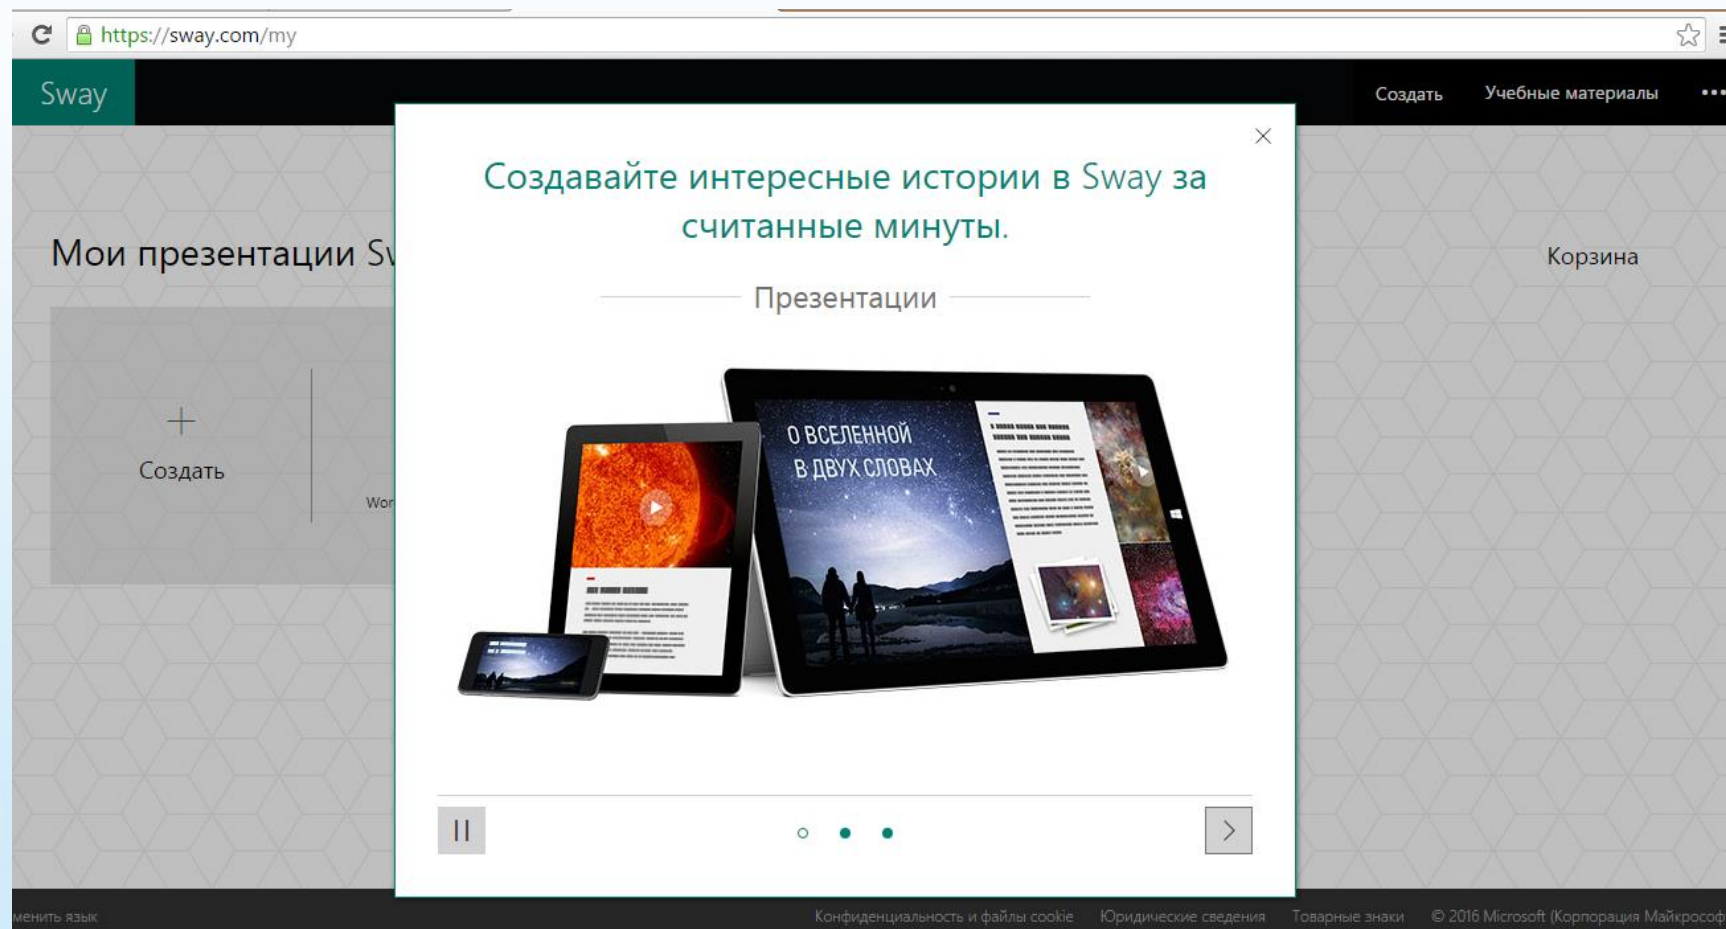 https://sway.com/my
Sway
Создать
Учебные материалы
Создавайте интересные истории в Sway за
считанные минуты.
Презентации
Мои презентации
Корзина
Создать
О ВСЕЛЕННОЙ
В ДВУХ СЛОВАХ
язык
Конфиденциальность и файлы cookie
Юридические сведения
Товарные знаки
© 2016 Microsoft (Корпорация